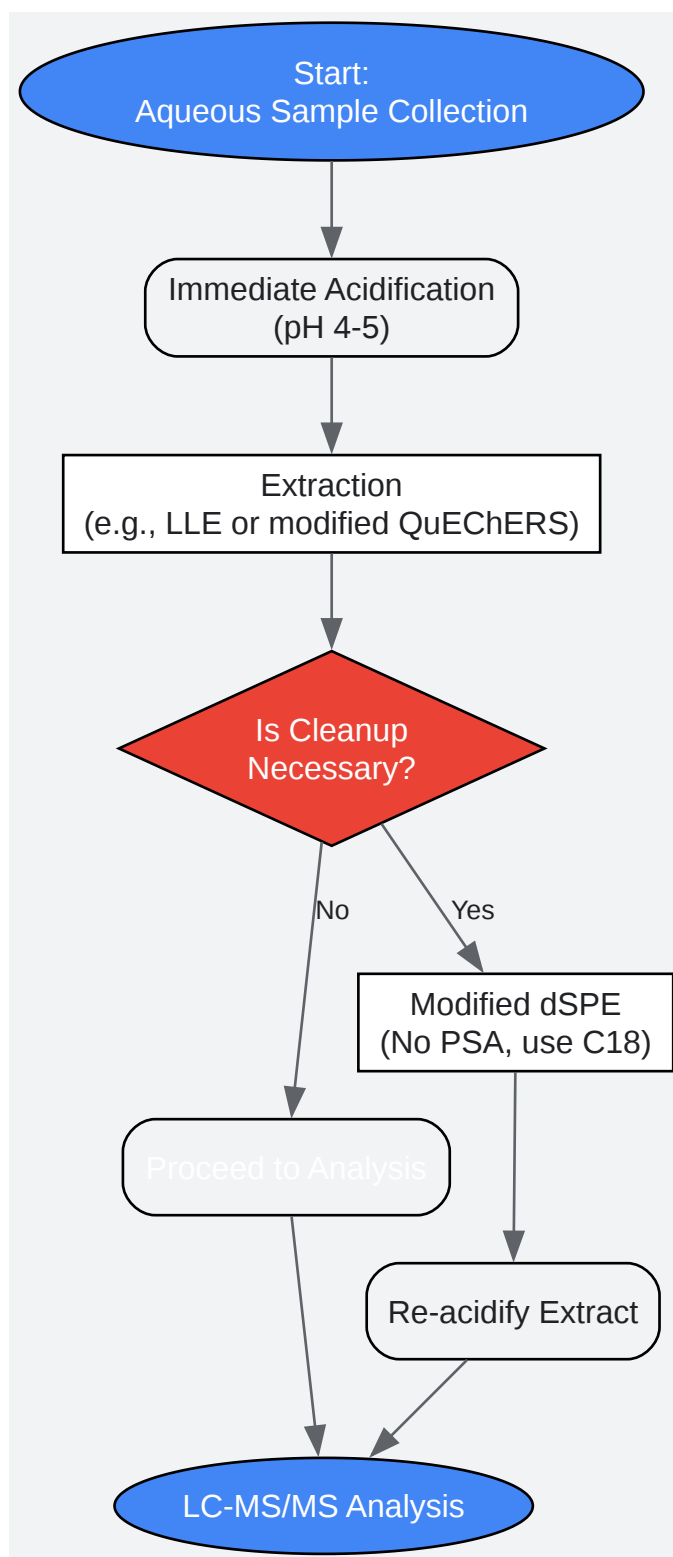 Start:
Aqueous Sample Collection
Immediate Acidification
(pH 4-5)
Extraction
(e.g., LLE or modified QuEChERS)
Is Cleanup
Necessary?
No
Yes
Modified dSPE
(No PSA, use C18)
Proceed to Analysis
Re-acidify Extract
LC-MS/MS Analysis